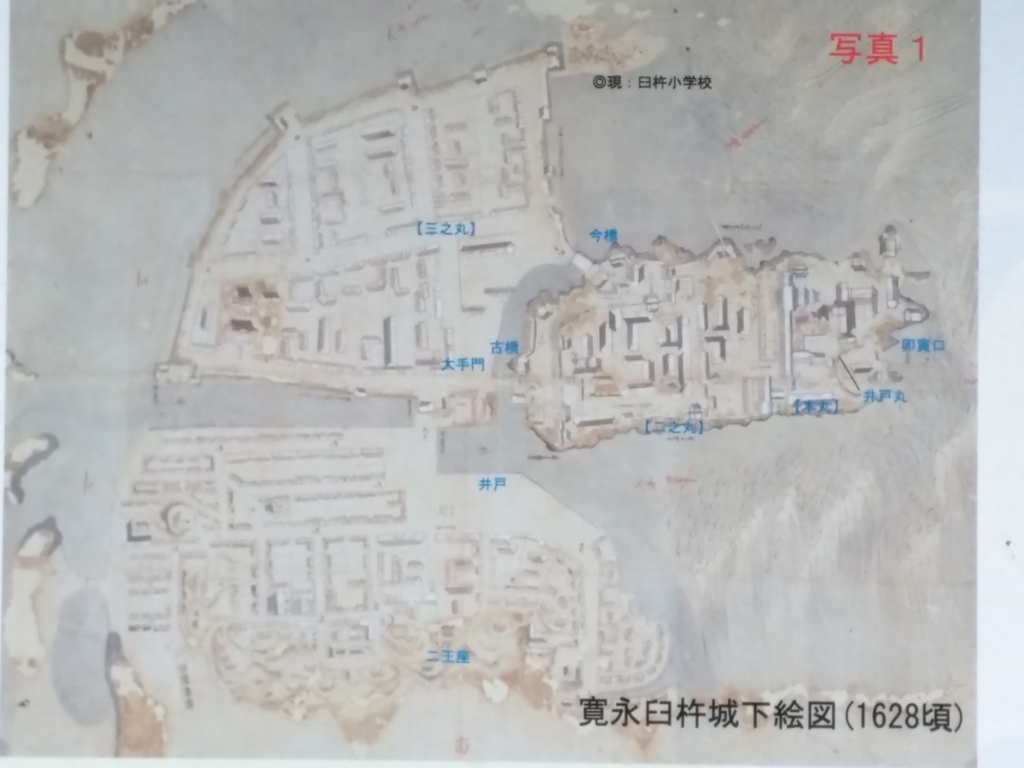 写真１
◎現：臼杵小学校
【三之丸】
今橋
古橋
大手門
卯寅口
井戸丸
【本丸】
【二之丸】
井戸
二王座
寛永臼杵城下絵図(1628頃)